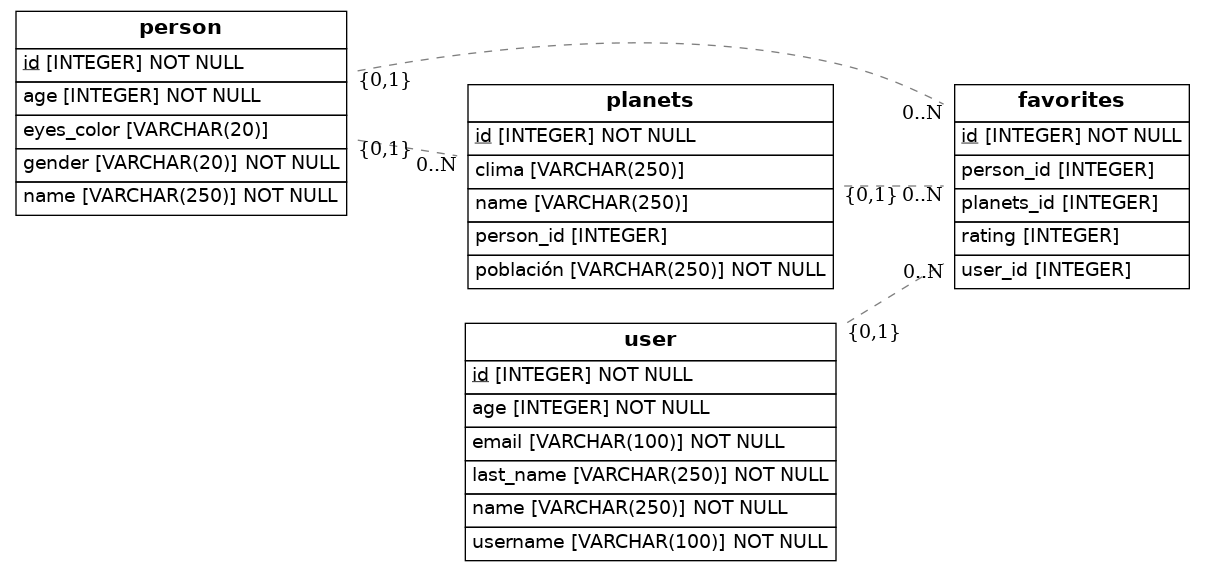 person
id [INTEGER] NOT NULL
age [INTEGER] NOT NULL
eyes_color [VARCHAR(20)]
gender [VARCHAR(20)] NOT NULL
name [VARCHAR(250)] NOT NULL
{0,1}
0..N
{0,1}
0..N
planets
id [INTEGER] NOT NULL
clima [VARCHAR(250)]
name [VARCHAR(250)]
person_id [INTEGER]
población [VARCHAR(250)] NOT NULL
{0,1}
0..N
favorites
id [INTEGER] NOT NULL
person_id [INTEGER]
planets_id [INTEGER]
rating [INTEGER]
user_id [INTEGER]
0..N
{0,1}
user
id [INTEGER] NOT NULL
age [INTEGER] NOT NULL
email [VARCHAR(100)] NOT NULL
last_name [VARCHAR(250)] NOT NULL
name [VARCHAR(250)] NOT NULL
username [VARCHAR(100)] NOT NULL